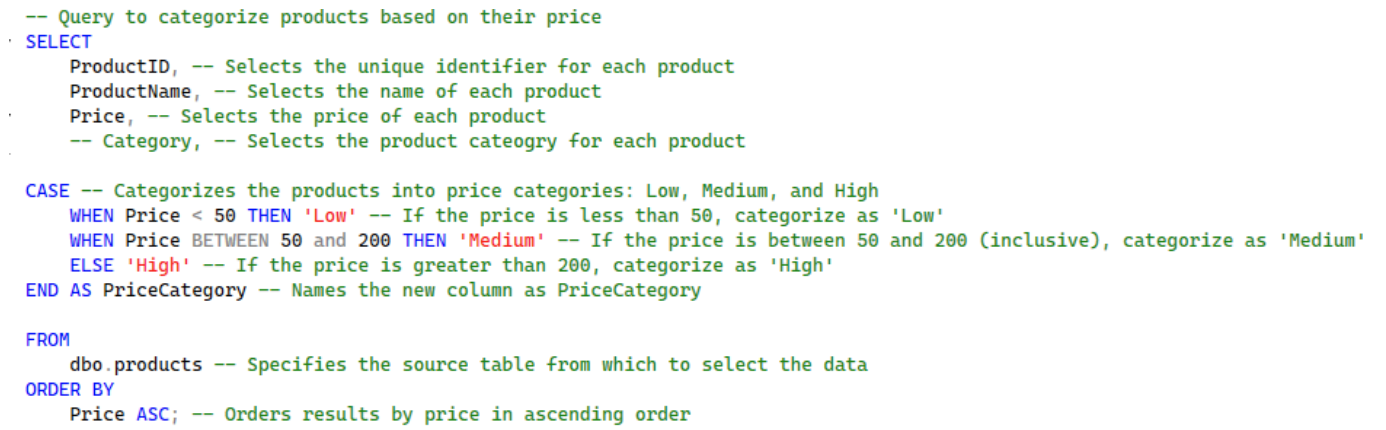 -- Query to categorize products based on their price
SELECT
ProductID, -- Selects the unique identifier for each product
ProductName, -- Selects the name of each product
Price, -- Selects the price of each product
-- Category, -- Selects the product cateogry for each product
CASE -- Categorizes the products into price categories: Low, Medium, and High
WHEN Price < 50 THEN 'Low' -- If the price is less than 50, categorize as 'Low'
WHEN Price BETWEEN 50 and 200 THEN 'Medium' -- If the price is between 50 and 200 (inclusive), categorize as 'Medium'
ELSE 'High' -- If the price is greater than 200, categorize as 'High'
END AS PriceCategory -- Names the new column as PriceCategory
FROM
dbo.products -- Specifies the source table from which to select the data
ORDER BY
Price ASC; -- Orders results by price in ascending order